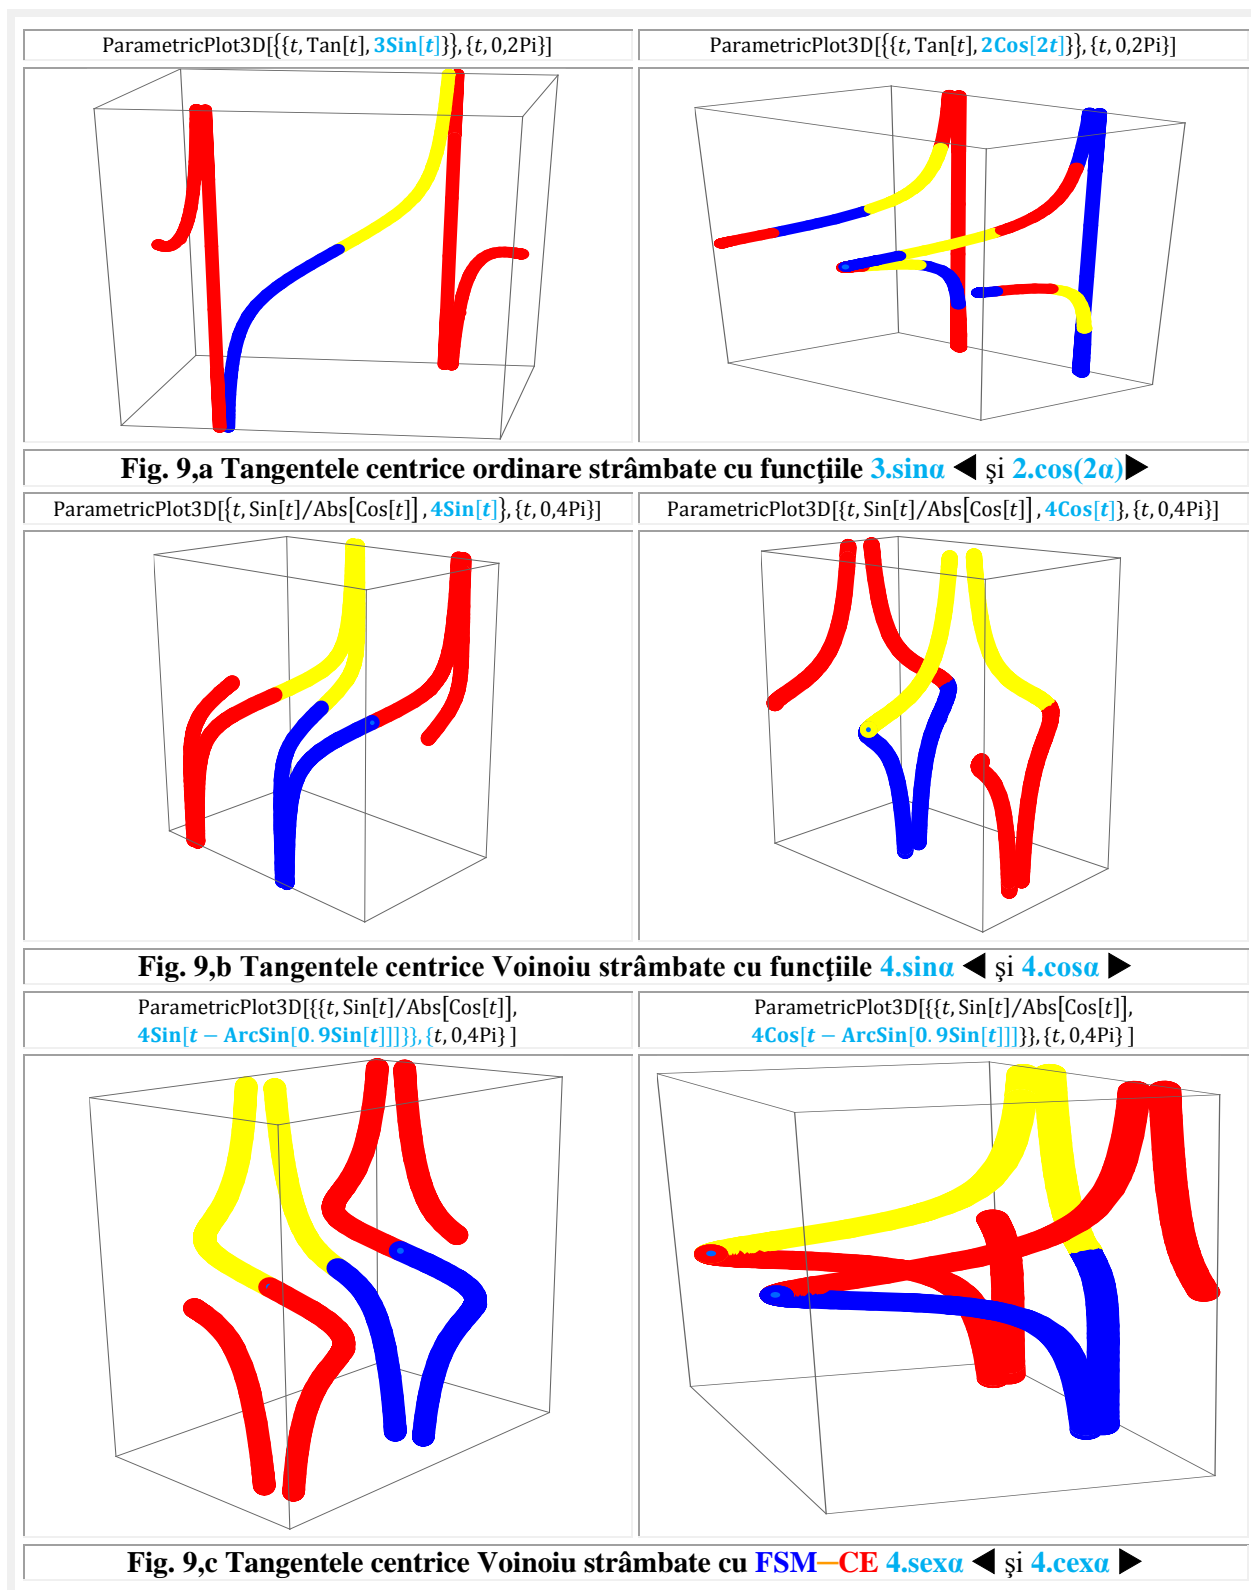 ParametricPlot3D[{{t, Tan[t], 3Sin[t]}}, {t, 0,2Pi}]
ParametricPlot3D[{{t, Tan[t], 2Cos[2t]}}, {t, 0,2Pi}]
Fig. 9,a Tangentele centrice ordinare strâmbate cu funcţiile 3.sinα ◄ şi 2.cos(2α)►
ParametricPlot3D[{t, Sin[t]/Abs[Cos[t]] , 4Sin[t]}, {t, 0,4Pi}]
ParametricPlot3D[{t, Sin[t]/Abs[Cos[t]] , 4Cos[t]}, {t, 0,4Pi}]
Fig. 9,b Tangentele centrice Voinoiu strâmbate cu funcţiile 4.sinα ◄ şi 4.cosα ►
ParametricPlot3D[{{t, Sin[t]/Abs[Cos[t]],
4Sin[t − ArcSin[0.9Sin[t]]]}}, {t, 0,4Pi} ]
ParametricPlot3D[{{t, Sin[t]/Abs[Cos[t]],
4Cos[t − ArcSin[0.9Sin[t]]]}}, {t, 0,4Pi} ]
Fig. 9,c Tangentele centrice Voinoiu strâmbate cu FSM—CE 4.sexα ◄ şi 4.cexα ►